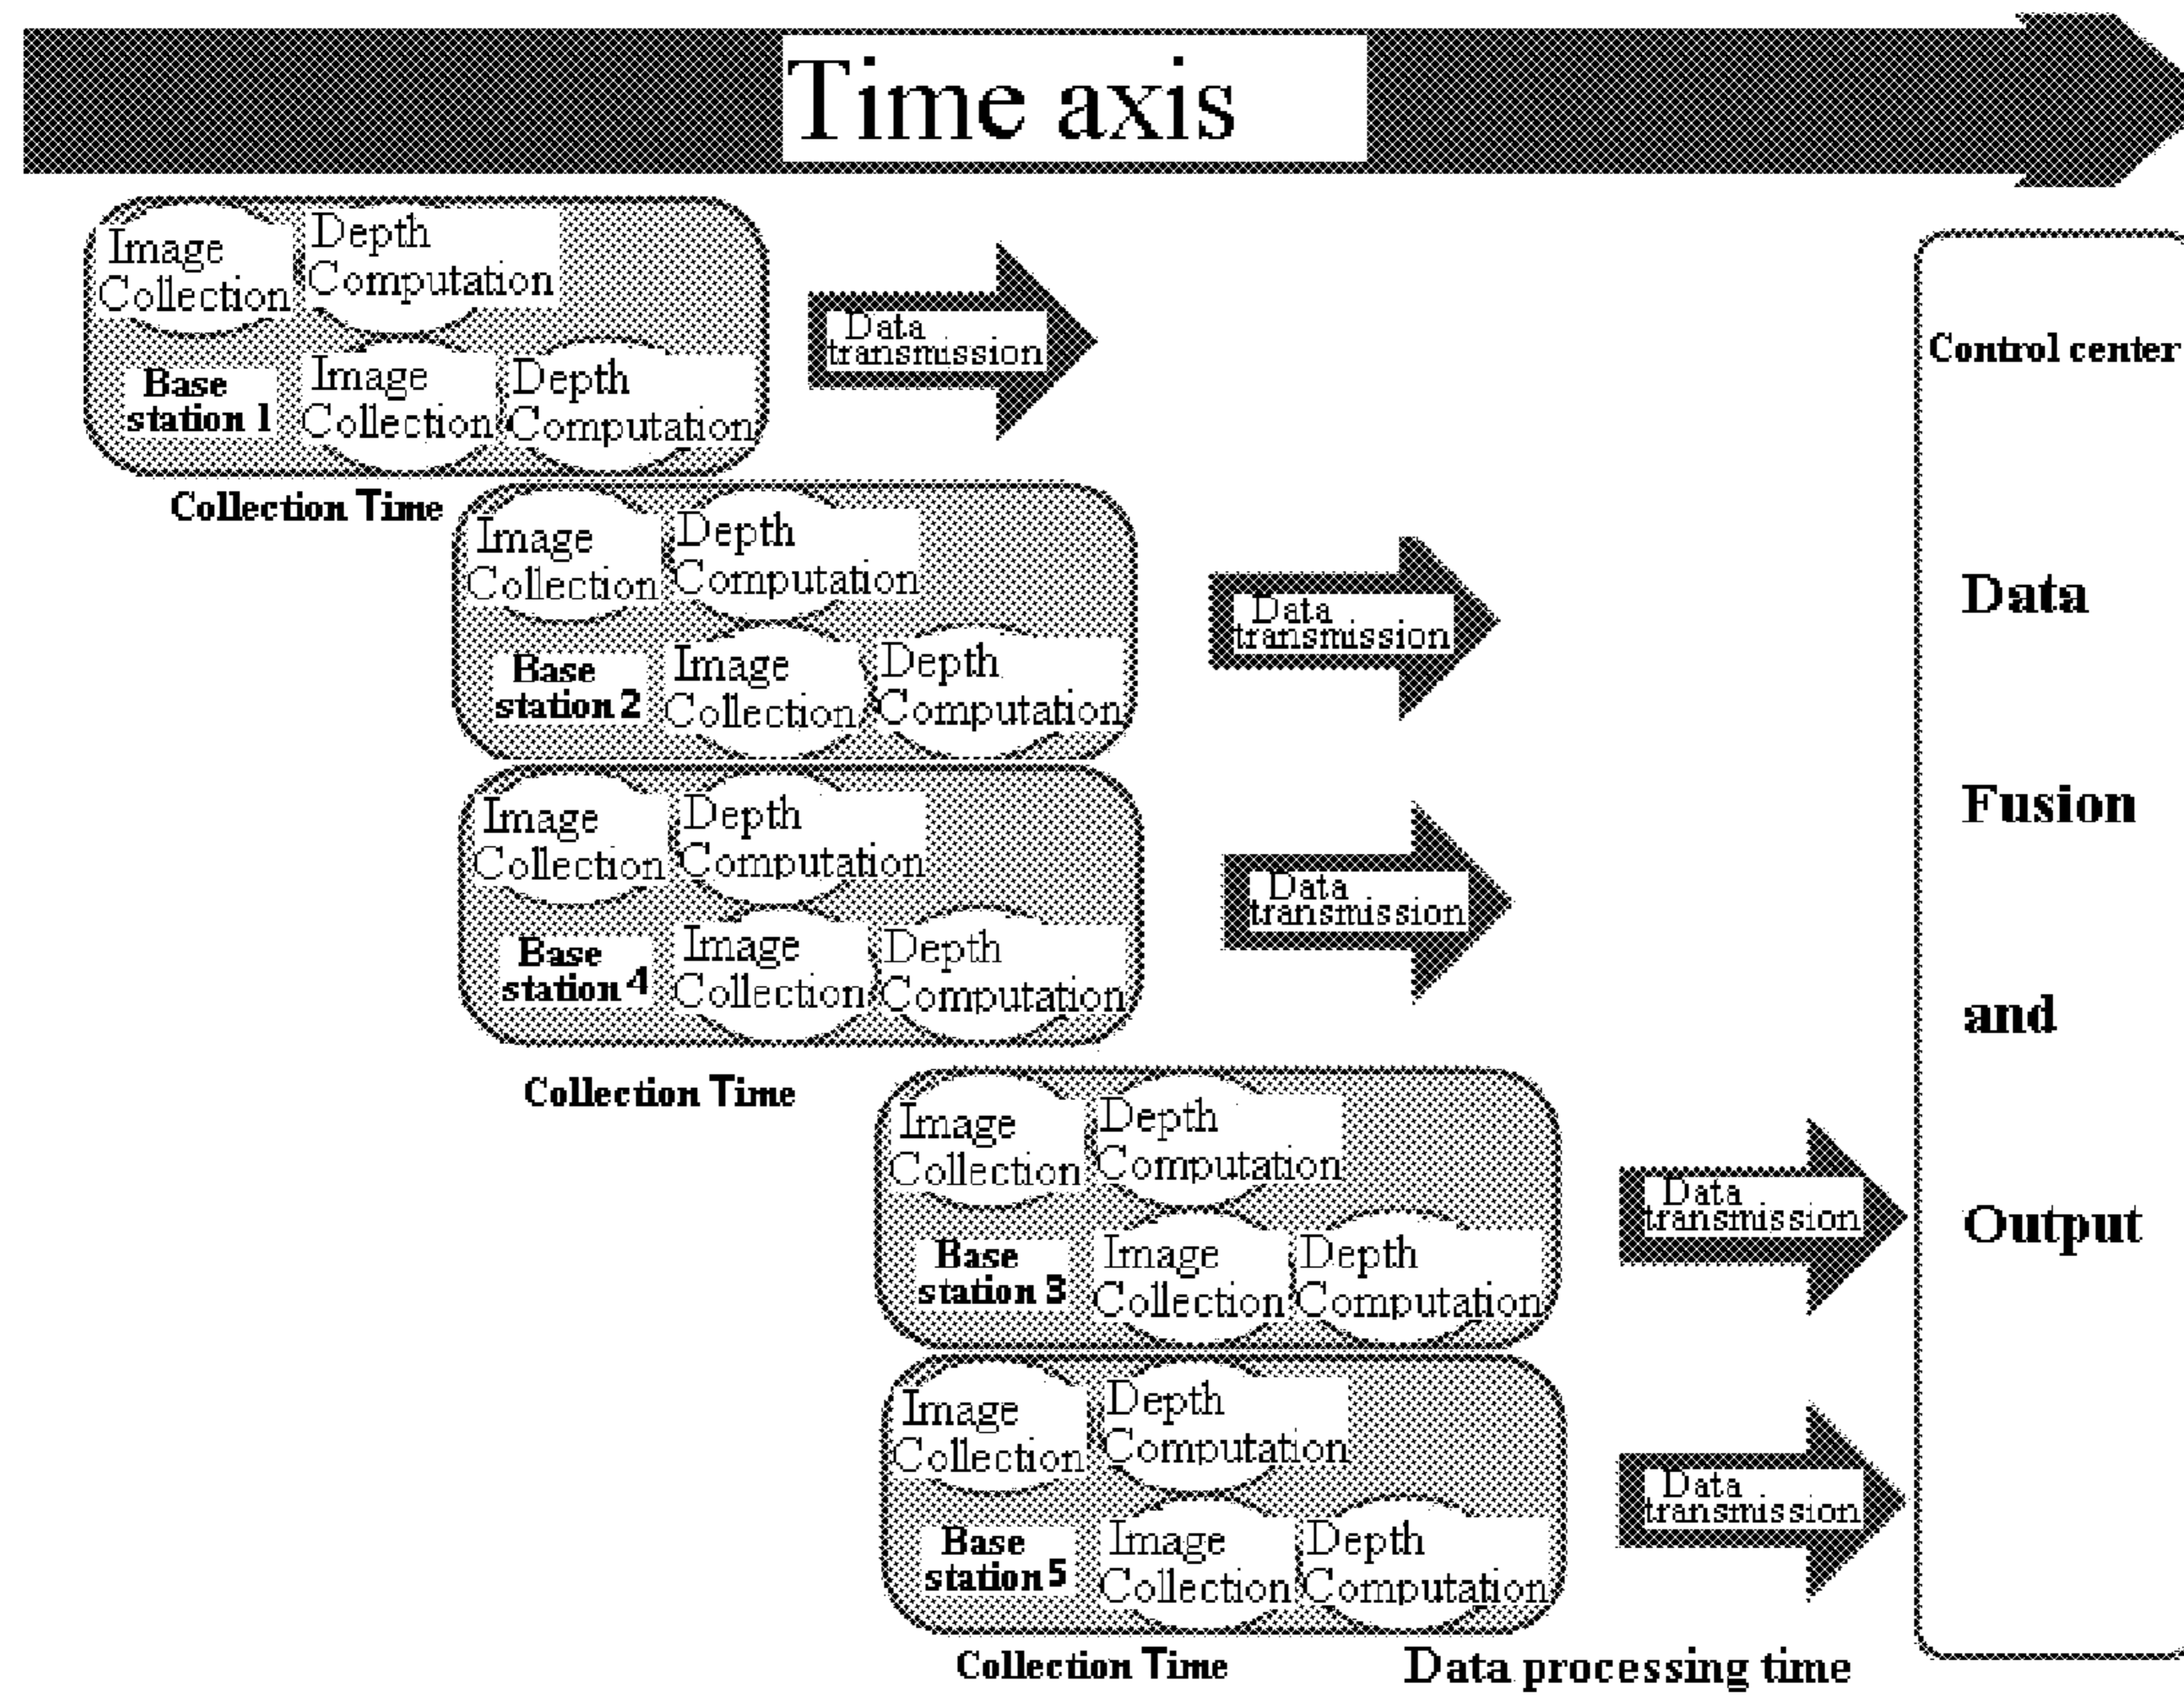 Time axis
Image
Collection
Depth
Computation
Base
station 1
Image
Collection
Depth
Computation
Data
transmission
Collection Time
Control center
Image
Collection
Depth
Computation
Base
station 2
Image
Collection
Depth
Computation
Data
transmission
Image
Collection
Depth
Computation
Base
station 4
Image
Collection
Depth
Computation
Data
transmission
Collection Time
Image
Collection
Depth
Computation
Base
station 3
Image
Collection
Depth
Computation
Data
transmission
Image
Collection
Depth
Computation
Base
station 5
Image
Collection
Depth
Computation
Data
transmission
Collection Time
Data processing time
Data
Fusion
and
Output